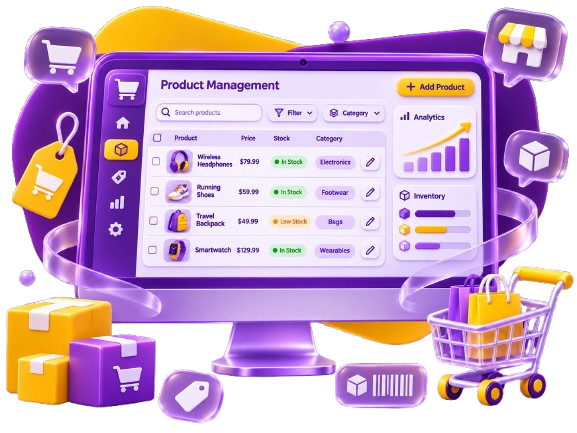 Product Management
+ Add Product
Search products
Filter
Category
Product Price Stock Category
Wireless
Headphones
$79.99 In Stock Electronics
Running
Shoes
$59.99 In Stock Footwear
Travel
Backpack
$49.99 Low Stock Bags
Smartwatch $129.99 In Stock Wearables
Analytics
Inventory